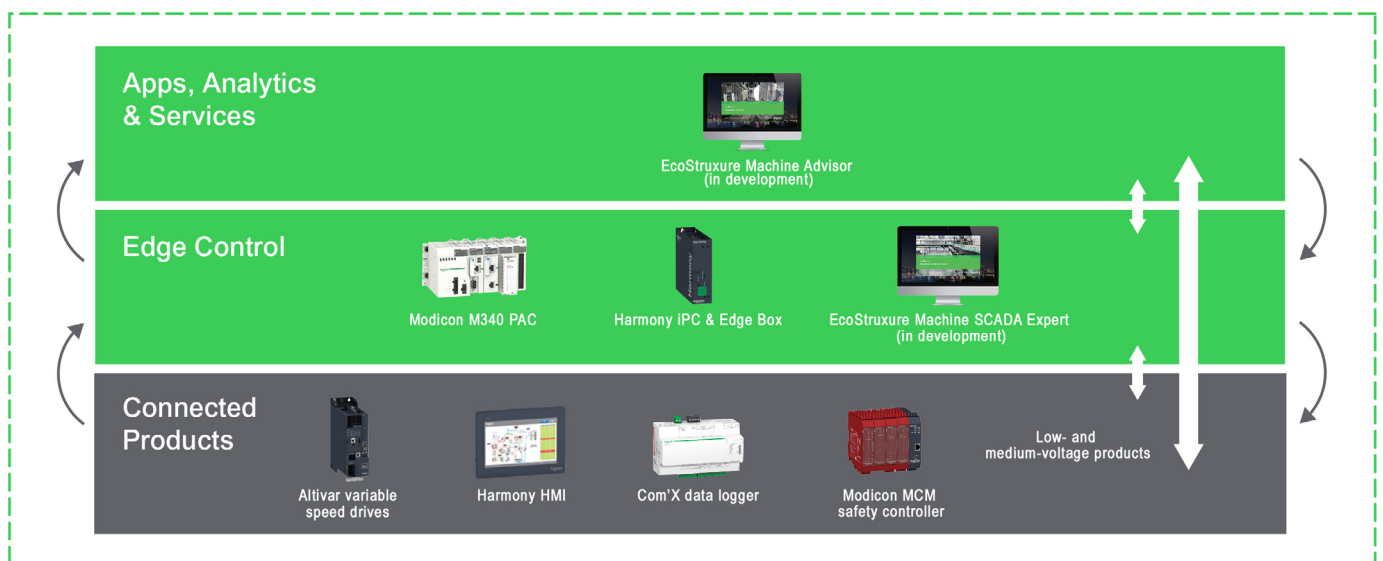 Apps, Analytics
& Services
EcoStruxure Machine Advisor
(in development)
Edge Control
Harmony
Modicon M340 PAC
Harmony iPC & Edge Box
EcoStruxure Machine SCADA Expert
(in development)
Connected
Products
Low- and
medium-voltage products
Altivar variable
speed drives
Harmony HMI
Com’X data logger
Modicon MCM
safety controller